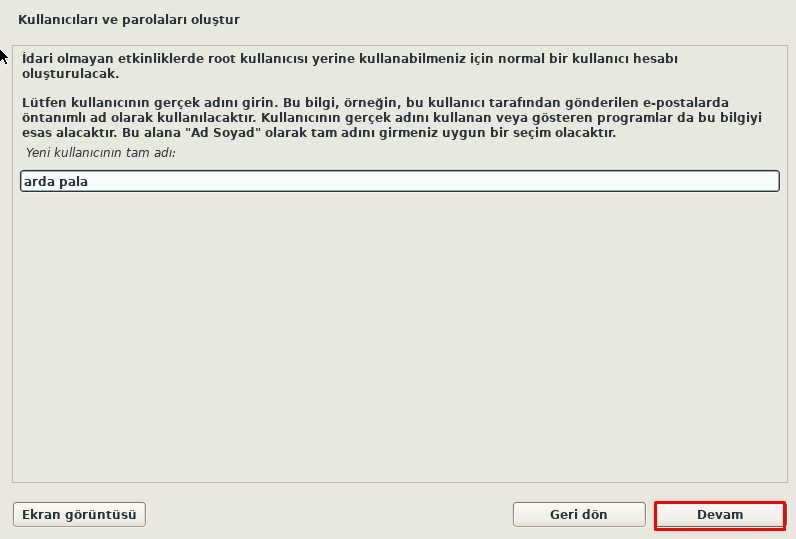 Kullanıcıları ve parolaları oluştur
İdari olmayan etkinliklerde root kullanıcısı yerine kullanabilmeniz için normal bir kullanıcı hesabı
oluşturulacak.
Lütfen kullanıcının gerçek adını girin. Bu bilgi, örneğin, bu kullanıcı tarafından gönderilen e-postalarda
öntanımlı ad olarak kullanılacaktır. Kullanıcının gerçek adını kullanan veya gösteren programlar da bu bilgiyi
esas alacaktır. Bu alana "Ad Soyad" olarak tam adını girmeniz uygun bir seçim olacaktır.
Yeni kullanıcının tam adı:
arda pala
Ekran görüntüsü
Geri dön
Devam